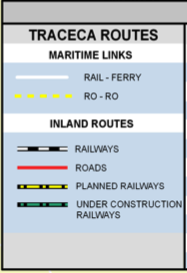 TRACECA ROUTES
MARITIME LINKS
RAIL - FERRY
RO - RO
INLAND ROUTES
RAILWAYS
ROADS
PLANNED RAILWAYS
UNDER CONSTRUCTION
RAILWAYS